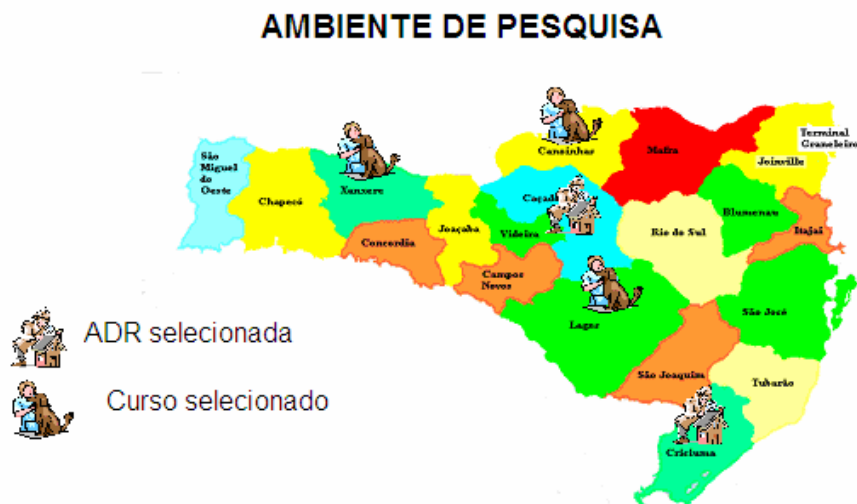 AMBIENTE DE PESQUISA
São
Miguel
do
Oeste
Chapecó
Xanxere
Concordia
Joaçaba
Videira
Campos
Novos
Canoinhas
Mafra
Terminal
Graneleiro
Joinville
Blumenau
Itajaí
Rio do Sul
Lages
São José
São Joaquim
Tubarão
Criciuma
ADR selecionada
Curso selecionado